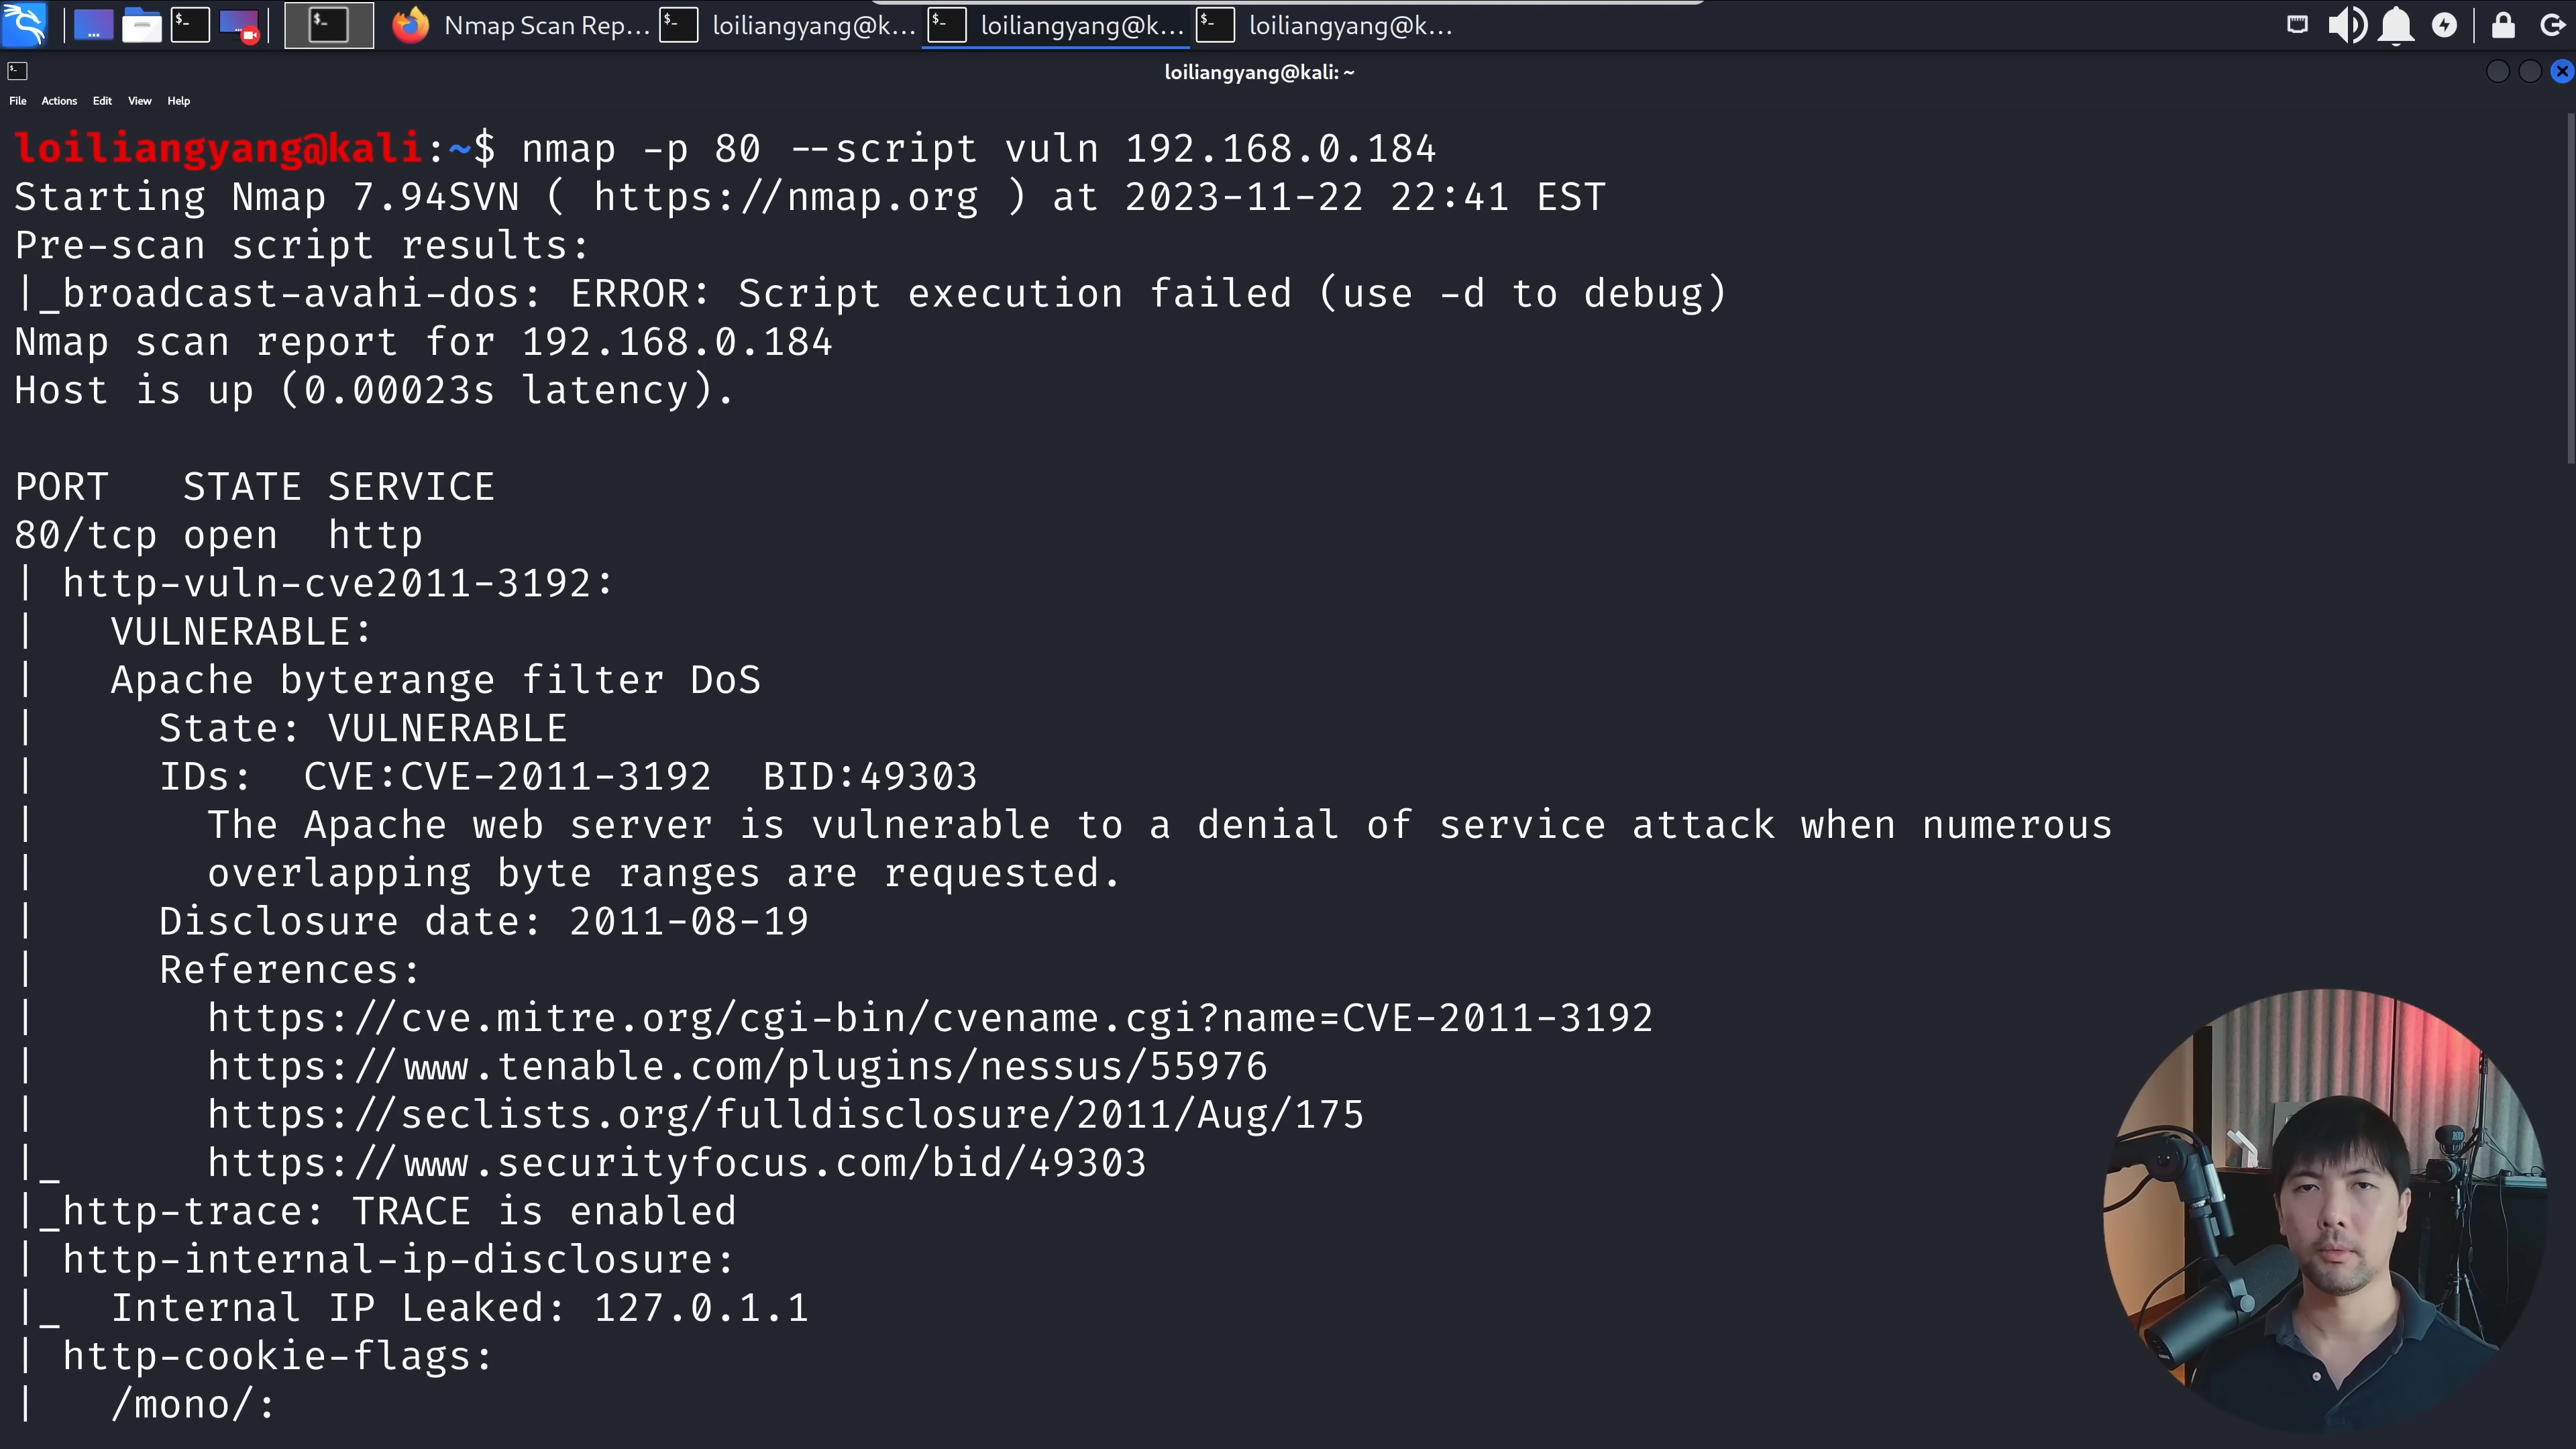 Nmap Scan Rep...
loiliangyang@k...
loiliangyang@k...
loiliangyang@k...
loiliangyang@kali: ~
File Actions Edit View Help
loiliangyang@kali:~$ nmap -p 80 --script vuln 192.168.0.184
Starting Nmap 7.94SVN ( https://nmap.org ) at 2023-11-22 22:41 EST
Pre-scan script results:
|_broadcast-avahi-dos: ERROR: Script execution failed (use -d to debug)
Nmap scan report for 192.168.0.184
Host is up (0.00023s latency).
PORT   STATE SERVICE
80/tcp open  http
| http-vuln-cve2011-3192:
|   VULNERABLE:
|   Apache byterange filter DoS
|     State: VULNERABLE
|     IDs:  CVE:CVE-2011-3192  BID:49303
|       The Apache web server is vulnerable to a denial of service attack when numerous
|       overlapping byte ranges are requested.
|     Disclosure date: 2011-08-19
|     References:
|       https://cve.mitre.org/cgi-bin/cvename.cgi?name=CVE-2011-3192
|       https://www.tenable.com/plugins/nessus/55976
|       https://seclists.org/fulldisclosure/2011/Aug/175
|_      https://www.securityfocus.com/bid/49303
|_http-trace: TRACE is enabled
| http-internal-ip-disclosure:
|_  Internal IP Leaked: 127.0.1.1
| http-cookie-flags:
|   /mono/: